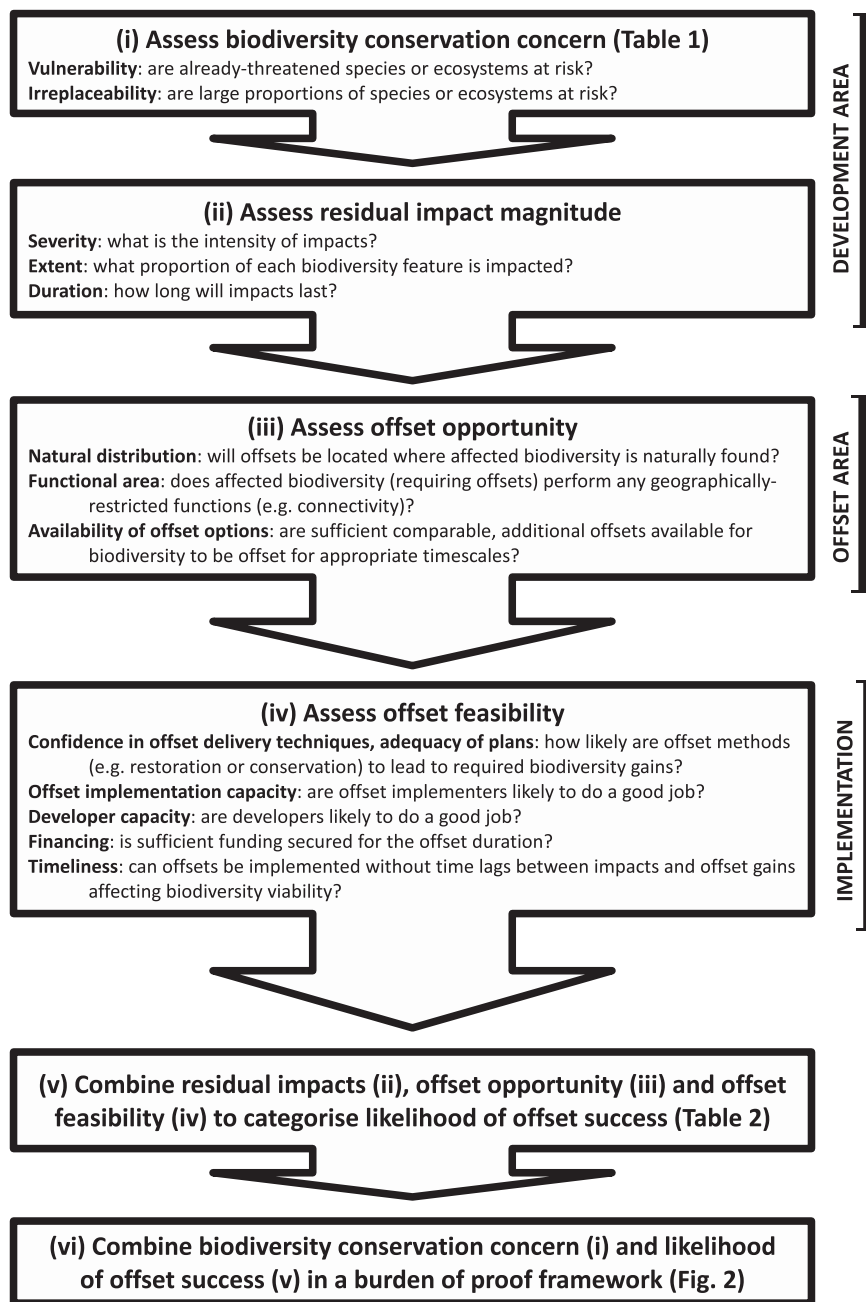 (i) Assess biodiversity conservation concern (Table 1)
Vulnerability: are already-threatened species or ecosystems at risk?
Irreplaceability: are large proportions of species or ecosystems at risk?
DEVELOPMENT AREA
(ii) Assess residual impact magnitude
Severity: what is the intensity of impacts?
Extent: what proportion of each biodiversity feature is impacted?
Duration: how long will impacts last?
(iii) Assess offset opportunity
Natural distribution: will offsets be located where affected biodiversity is naturally found?
Functional area: does affected biodiversity (requiring offsets) perform any geographically-
restricted functions (e.g. connectivity)?
Availability of offset options: are sufficient comparable, additional offsets available for
biodiversity to be offset for appropriate timescales?
OFFSET AREA
(iv) Assess offset feasibility
Confidence in offset delivery techniques, adequacy of plans: how likely are offset methods
(e.g. restoration or conservation) to lead to required biodiversity gains?
Offset implementation capacity: are offset implementers likely to do a good job?
Developer capacity: are developers likely to do a good job?
Financing: is sufficient funding secured for the offset duration?
Timeliness: can offsets be implemented without time lags between impacts and offset gains
affecting biodiversity viability?
IMPLEMENTATION
(v) Combine residual impacts (ii), offset opportunity (iii) and offset
feasibility (iv) to categorise likelihood of offset success (Table 2)
(vi) Combine biodiversity conservation concern (i) and likelihood
of offset success (v) in a burden of proof framework (Fig. 2)